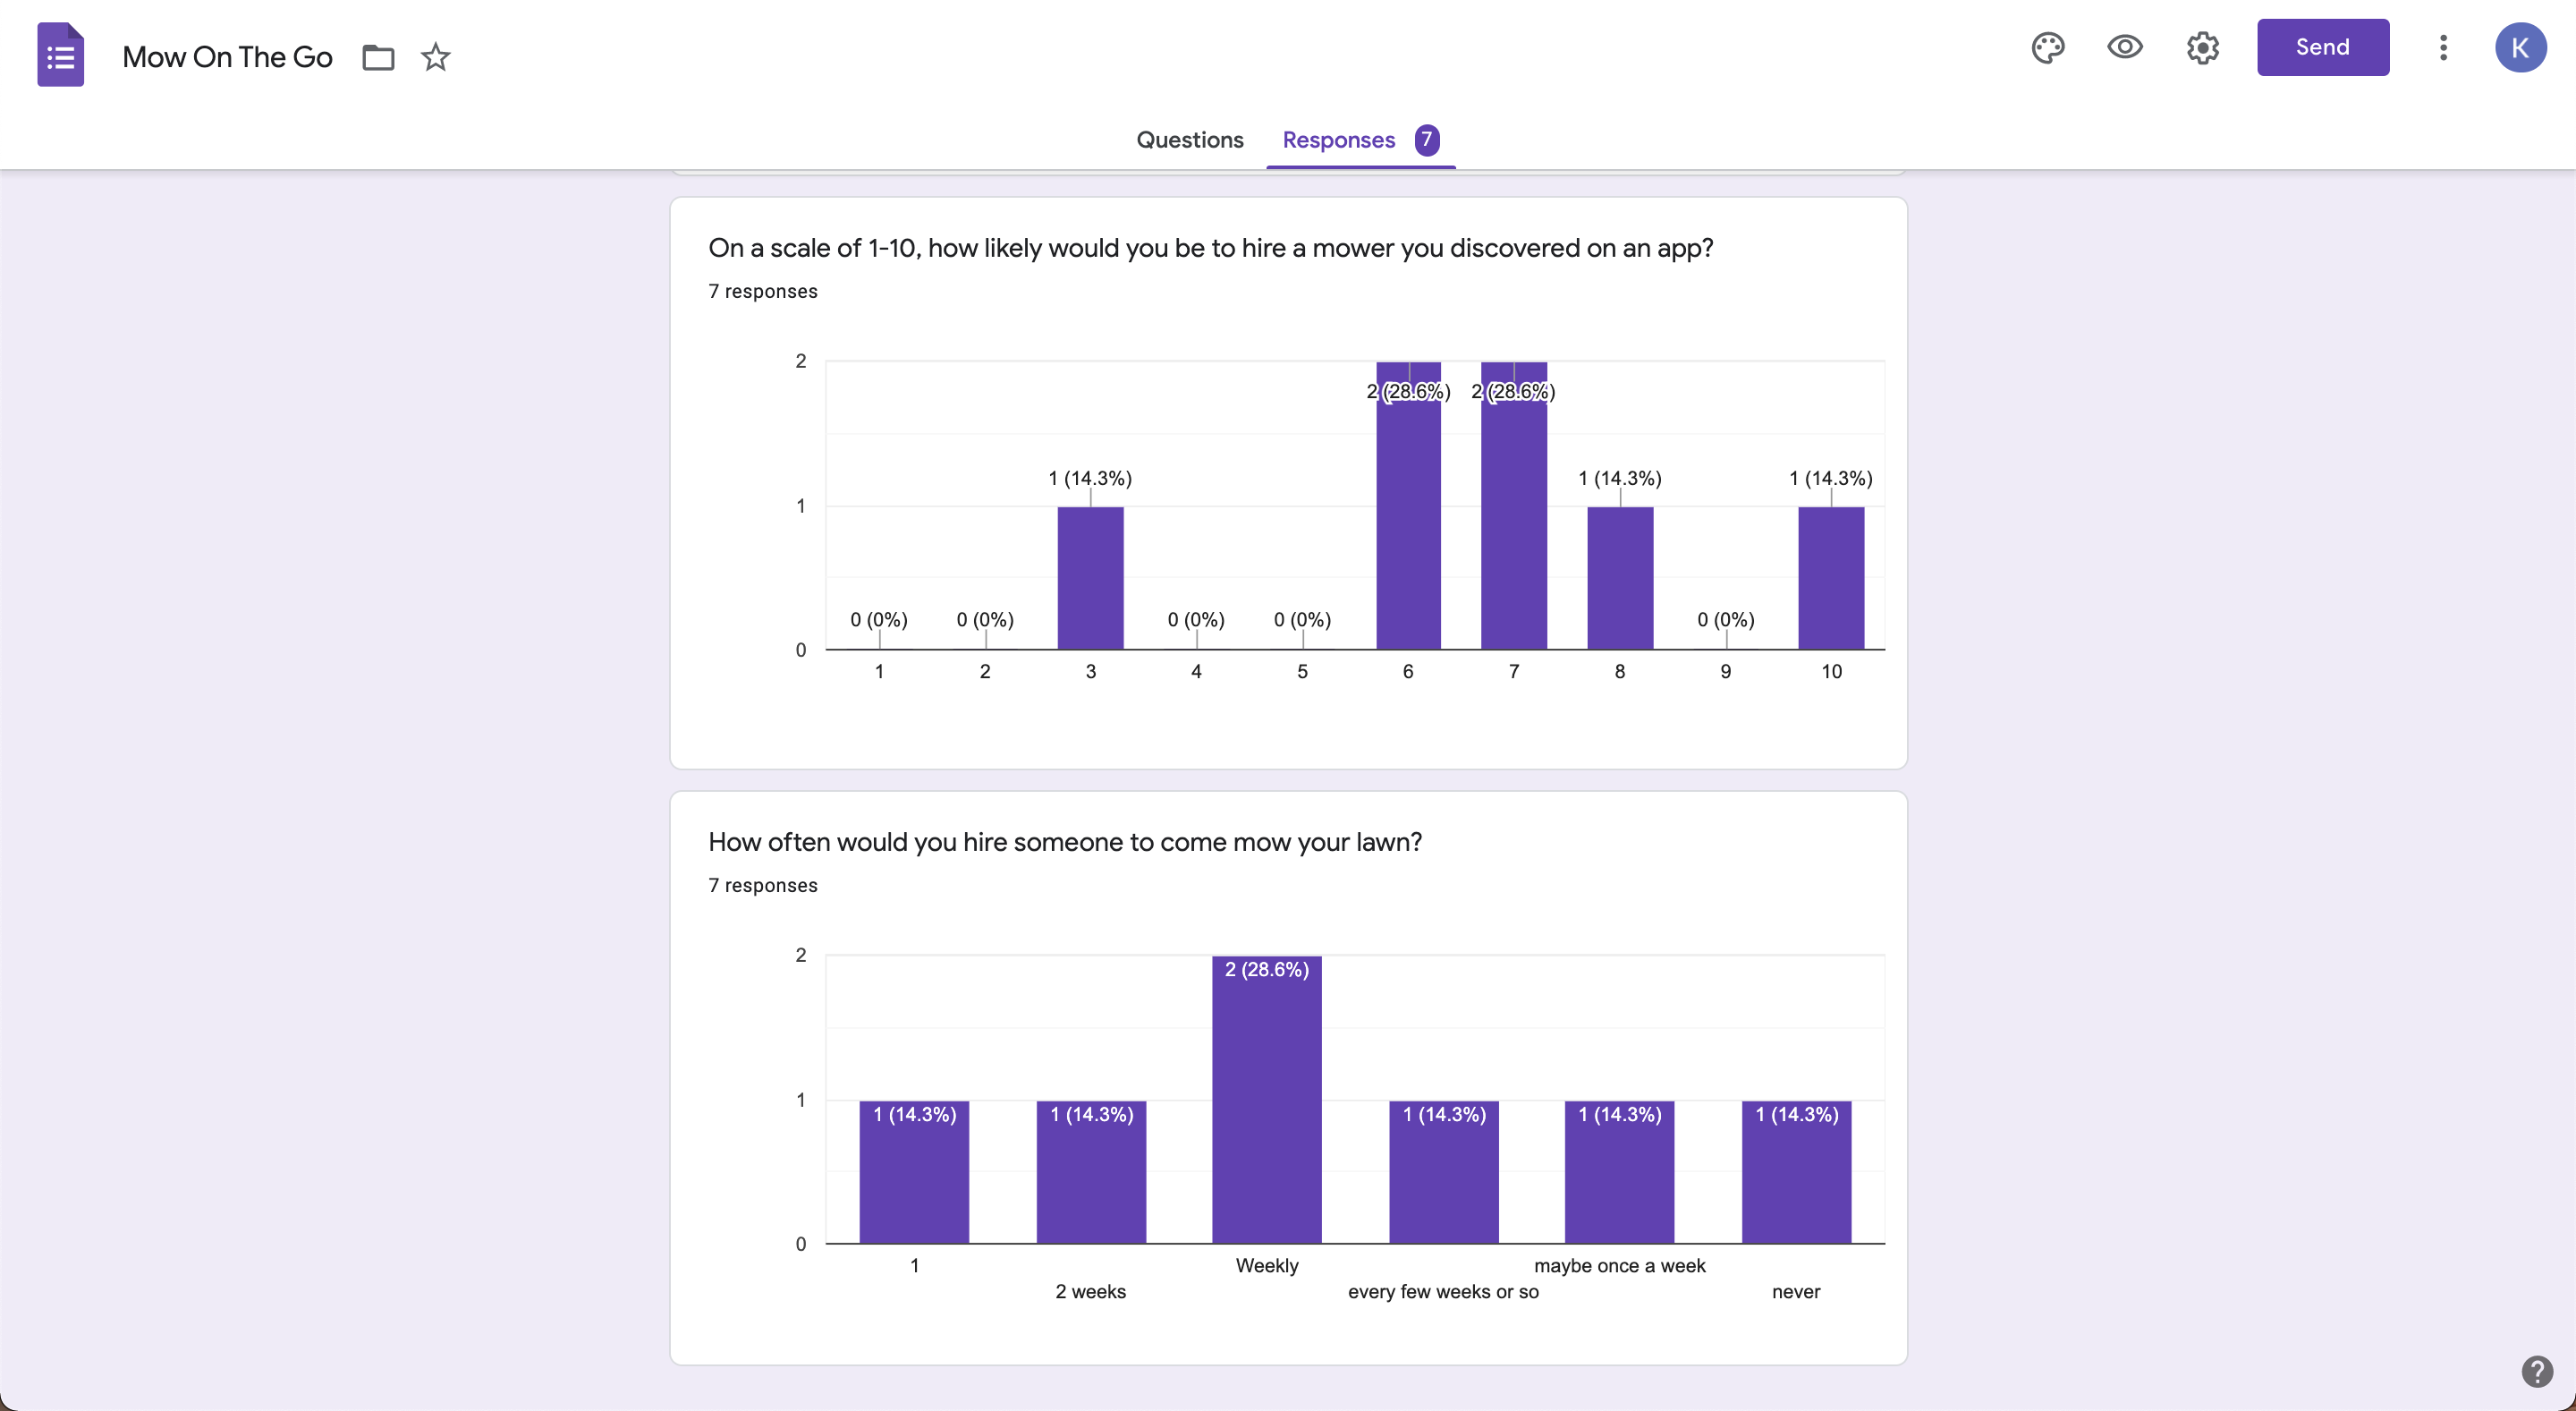 Mow On The Go
Send
K
Questions
Responses 7
On a scale of 1-10, how likely would you be to hire a mower you discovered on an app?
7 responses
2
2 (28.6%) 2 (28.6%)
1 (14.3%) 1 (14.3%) 1 (14.3%)
1
0 (0%) 0 (0%) 0 (0%) 0 (0%) 0 (0%)
0
1 2 3 4 5 6 7 8 9 10
How often would you hire someone to come mow your lawn?
7 responses
2
2 (28.6%)
1
1 (14.3%) 1 (14.3%) 1 (14.3%) 1 (14.3%) 1 (14.3%)
0
1 Weekly maybe once a week
2 weeks every few weeks or so never
?